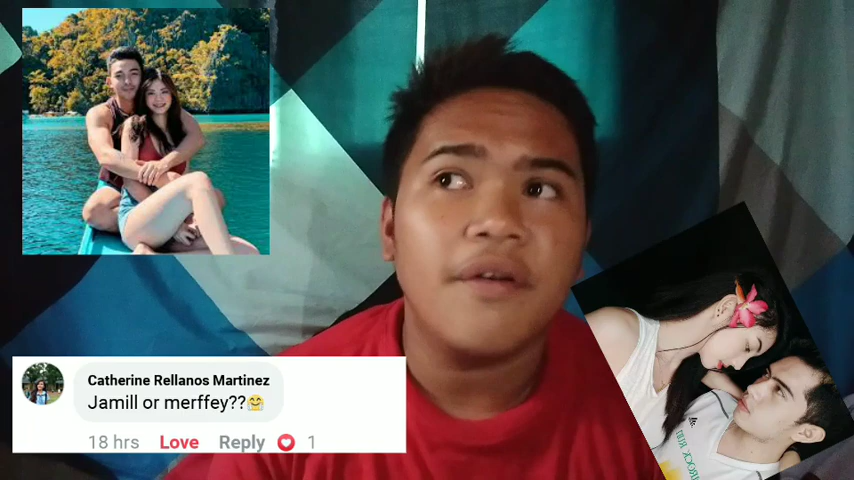 Catherine Rellanos Martinez
Jamill or merffey??🤗
18 hrs Love Reply 1